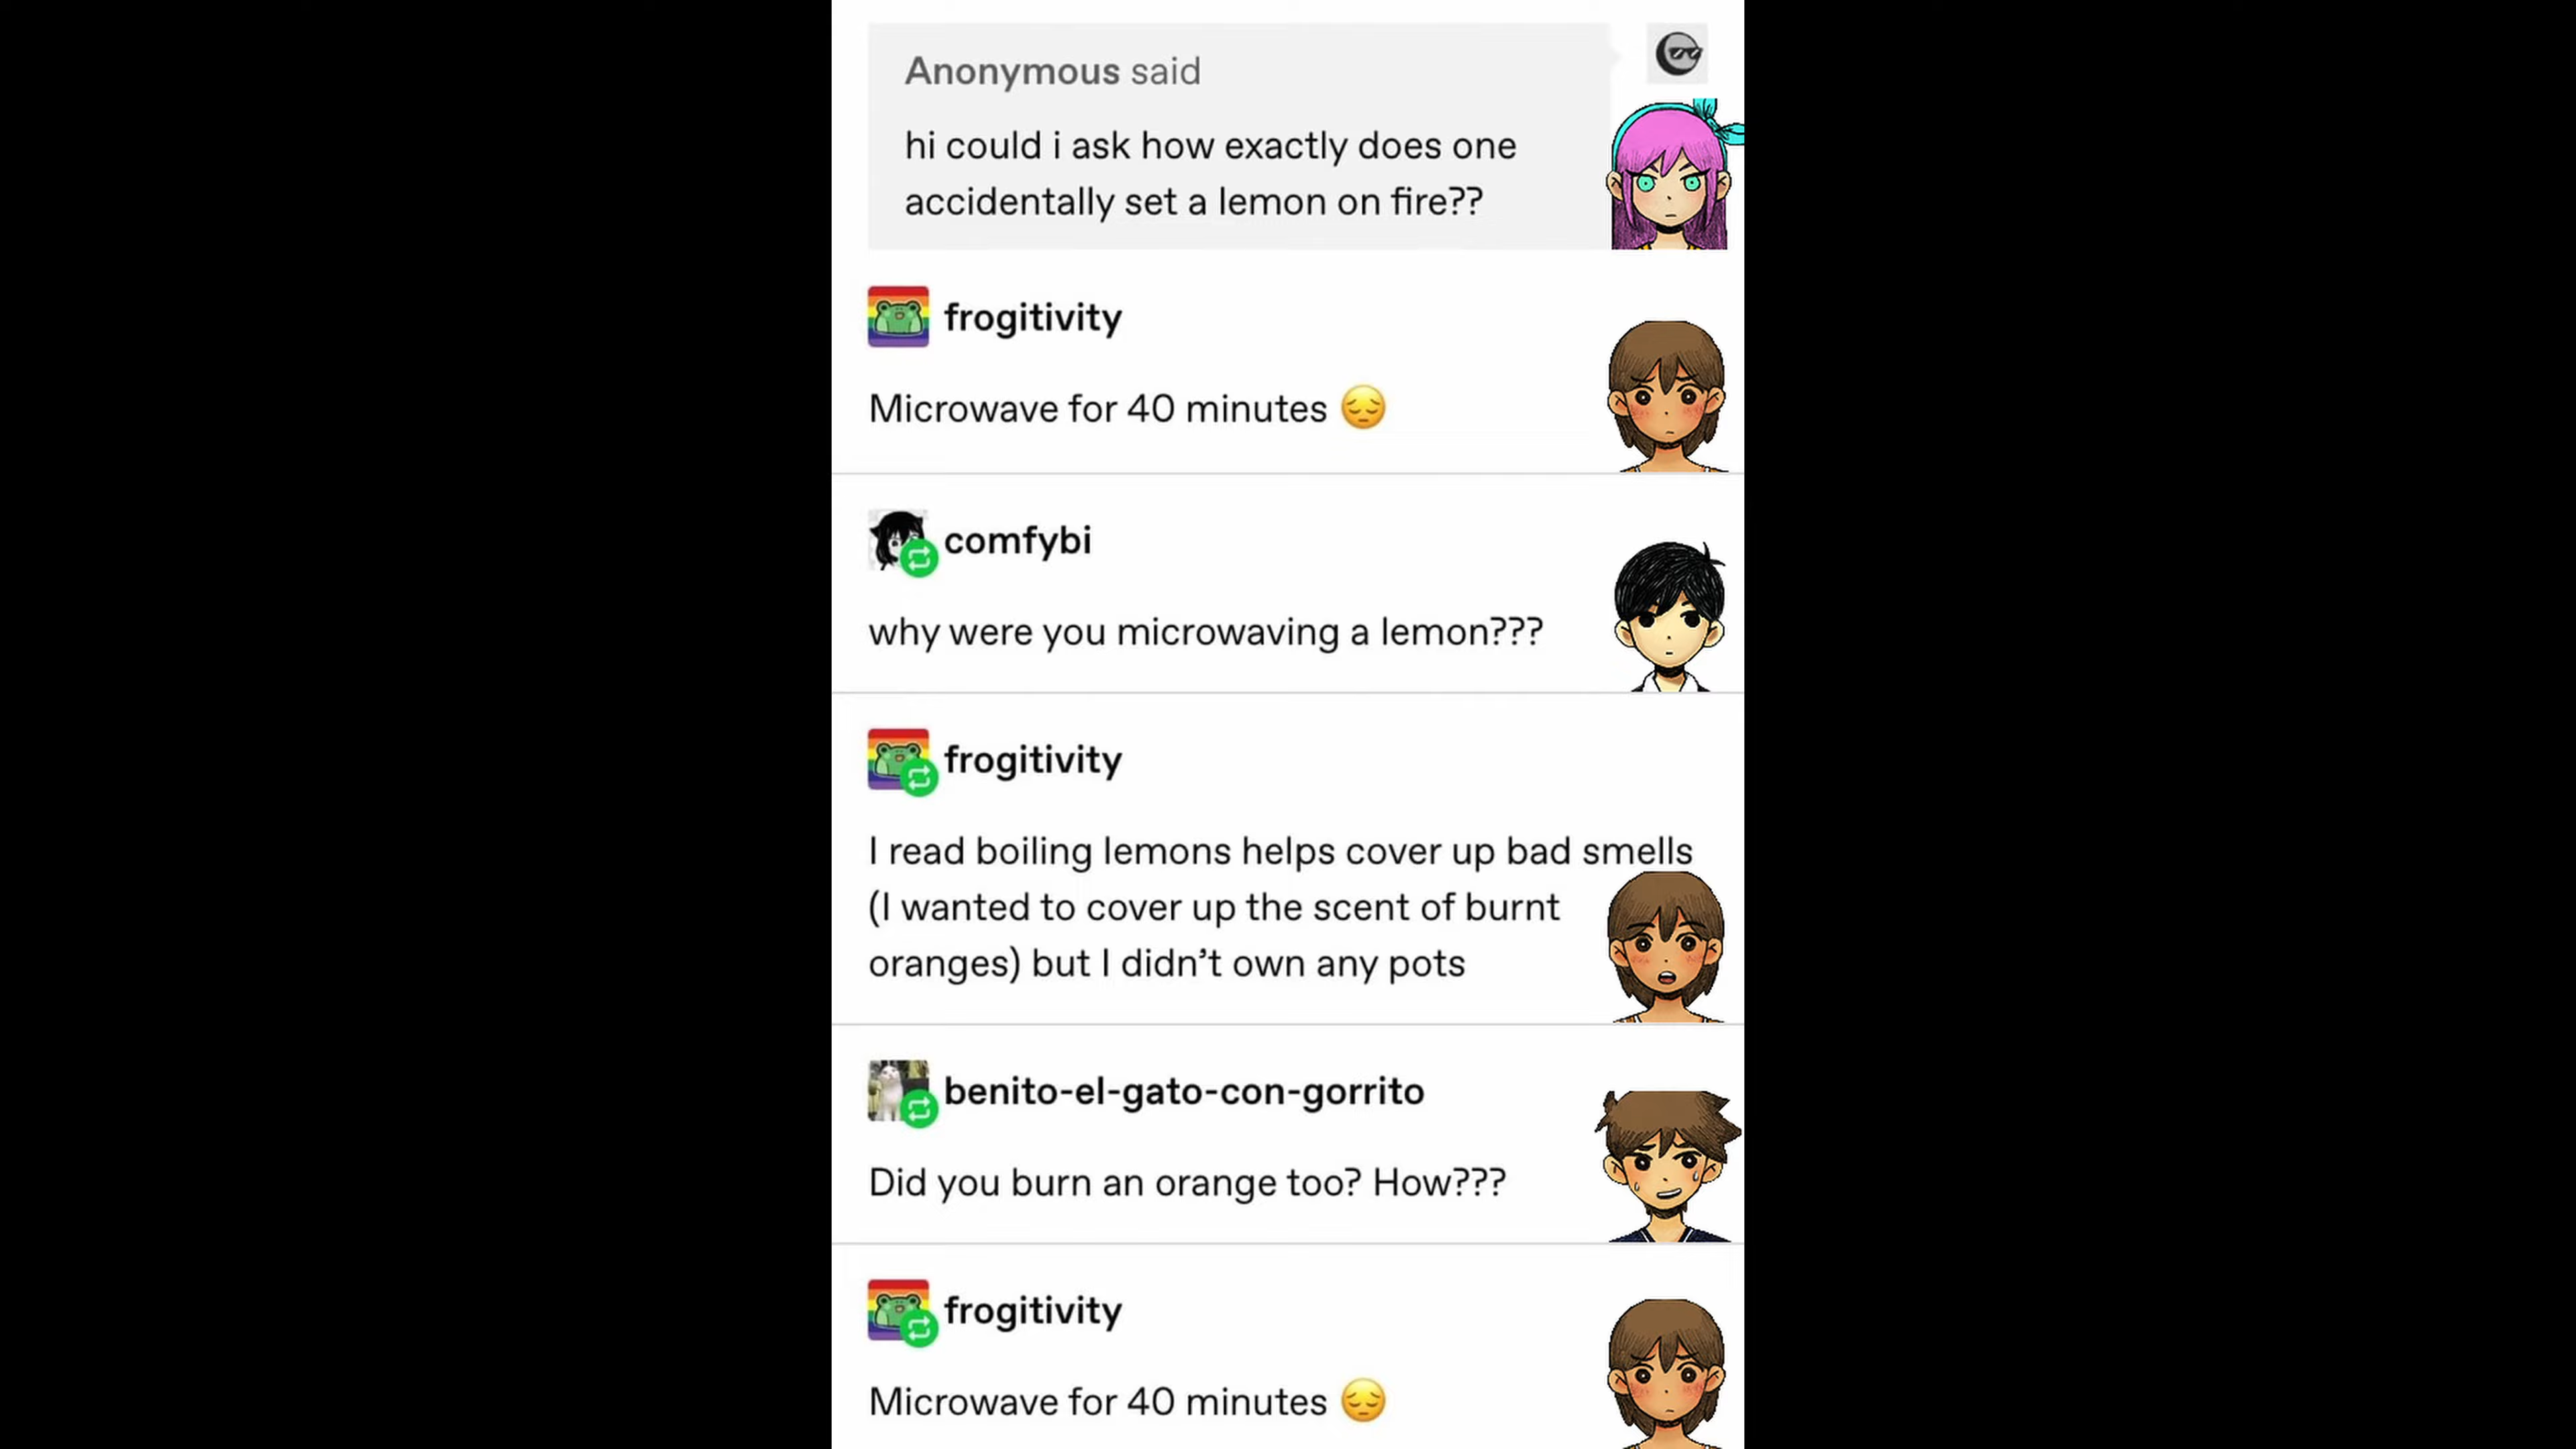 Anonymous said
hi could i ask how exactly does one
accidentally set a lemon on fire??
frogitivity
Microwave for 40 minutes 😔
comfybi
why were you microwaving a lemon???
frogitivity
I read boiling lemons helps cover up bad smells
(I wanted to cover up the scent of burnt
oranges) but I didn’t own any pots
benito-el-gato-con-gorrito
Did you burn an orange too? How???
frogitivity
Microwave for 40 minutes 😔